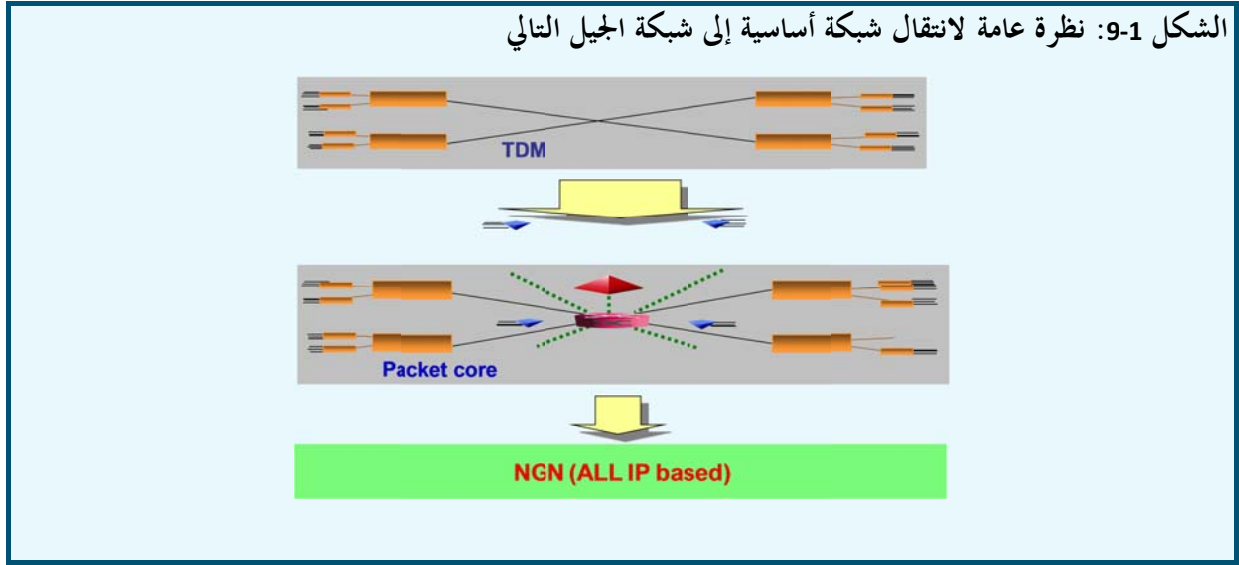 الشكل 1-9: نظرة عامة لانتقال شبكة أساسية إلى شبكة الجيل التالي
TDM
Packet core
NGN (ALL IP based)